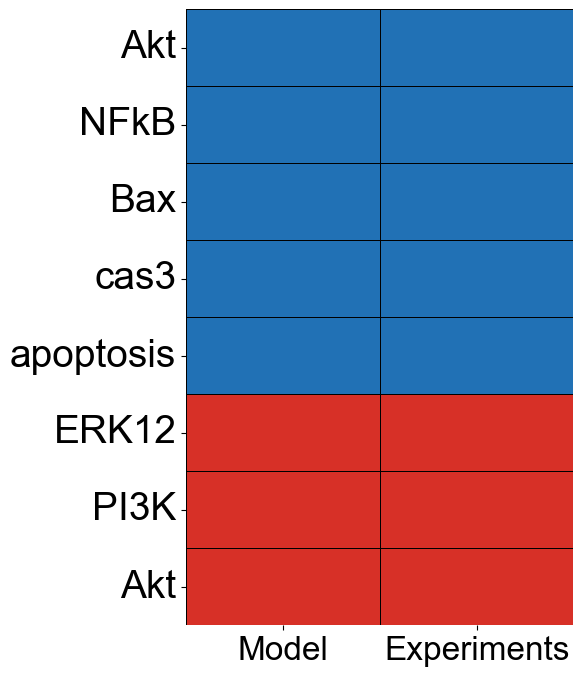 Akt
NFkB
Bax
cas3
apoptosis
ERK12
PI3K
Akt
Model Experiments